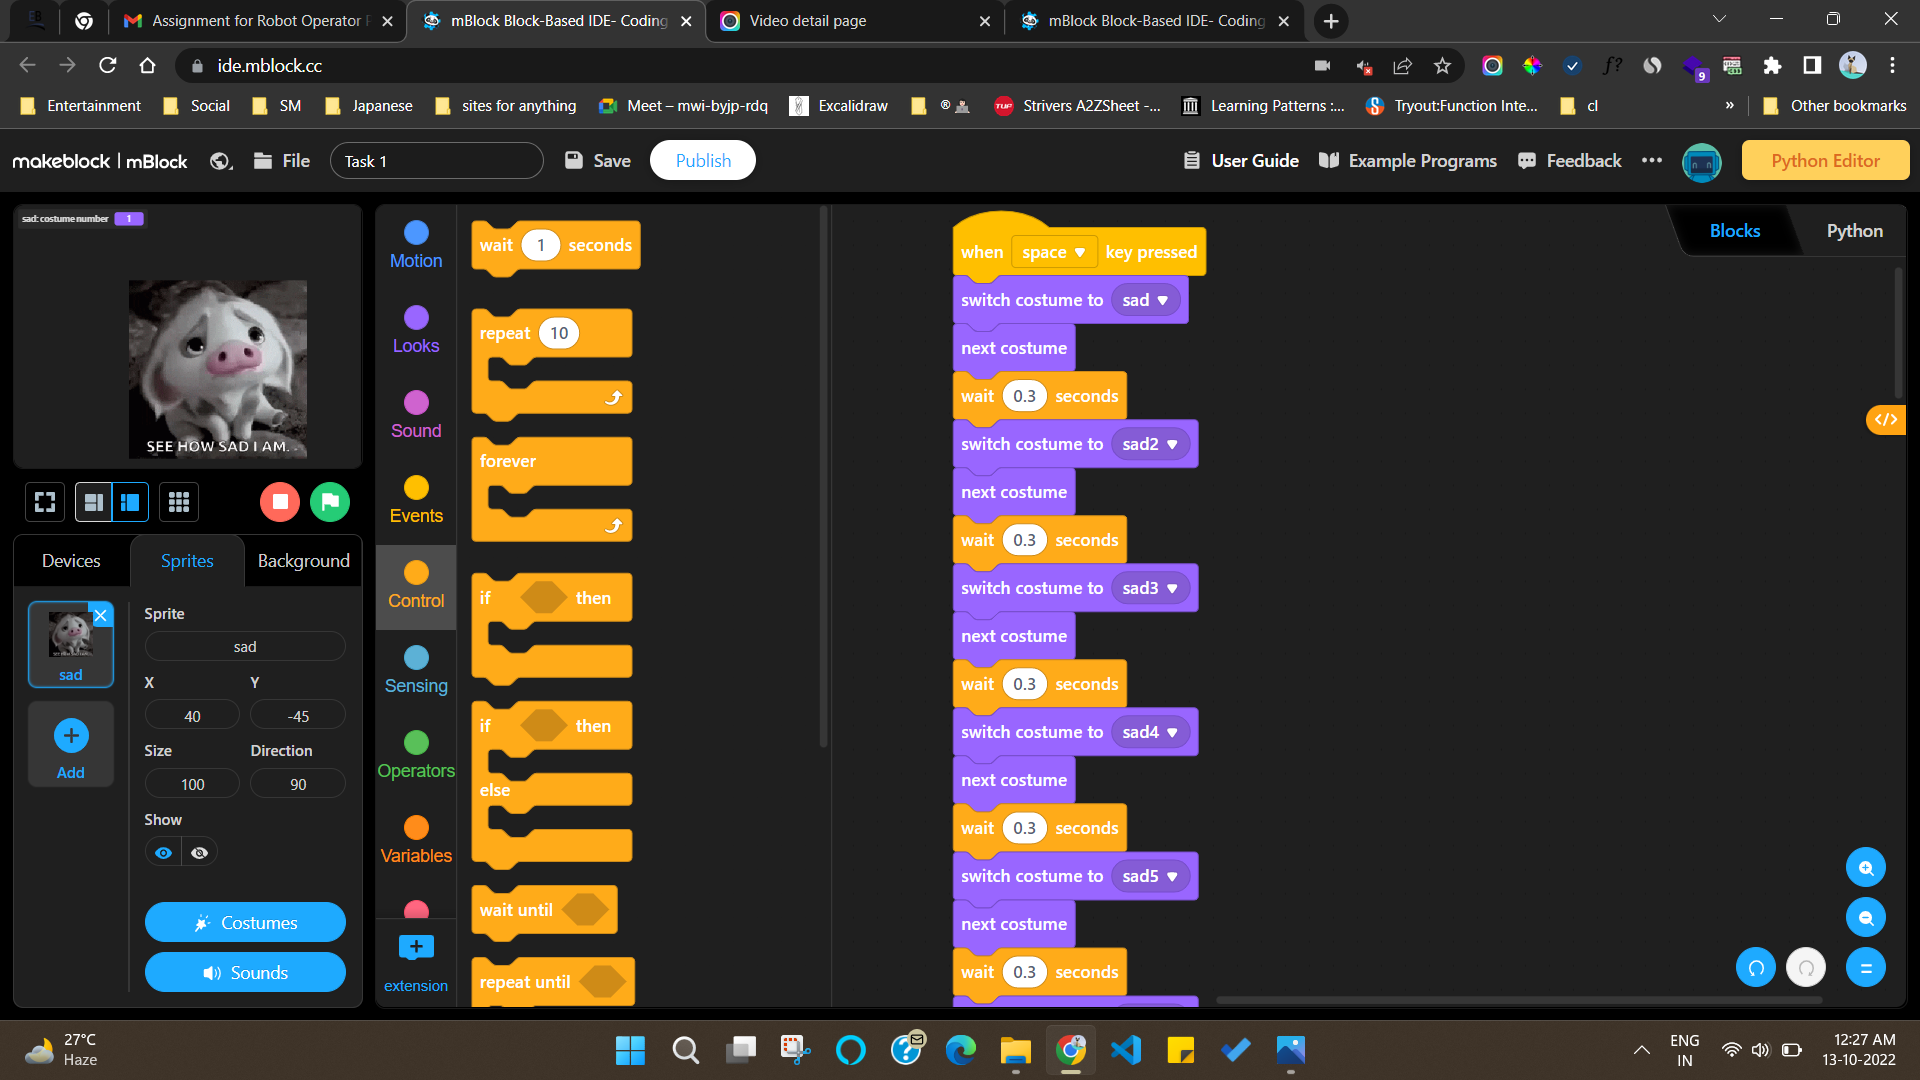 Assignment for Robot Operator
mBlock Block-Based IDE- Coding
Video detail page
mBlock Block-Based IDE- Coding
ide.mblock.cc
f?
9
Entertainment
Social
SM
Japanese
sites for anything
Meet – mwi-byjp-rdq
Excalidraw
Strivers A2ZSheet -...
Learning Patterns :...
Tryout:Function Inte...
cl
»
Other bookmarks
makeblock | mBlock
File
Task 1
Save
Publish
User Guide
Example Programs
Feedback
Python Editor
sad: costume number 1
SEE HOW SAD I AM.
Devices
Sprites
Background
sad
Add
Sprite
sad
X
Y
40
-45
Size
Direction
100
90
Show
Costumes
Sounds
Motion
Looks
Sound
Events
Control
Sensing
Operators
Variables
extension
wait 1 seconds
repeat 10
forever
if then
if then
else
wait until
repeat until
when space key pressed
switch costume to sad
next costume
wait 0.3 seconds
switch costume to sad2
next costume
wait 0.3 seconds
switch costume to sad3
next costume
wait 0.3 seconds
switch costume to sad4
next costume
wait 0.3 seconds
switch costume to sad5
next costume
wait 0.3 seconds
Blocks
Python
</>
27°C
Haze
ENG
IN
12:27 AM
13-10-2022